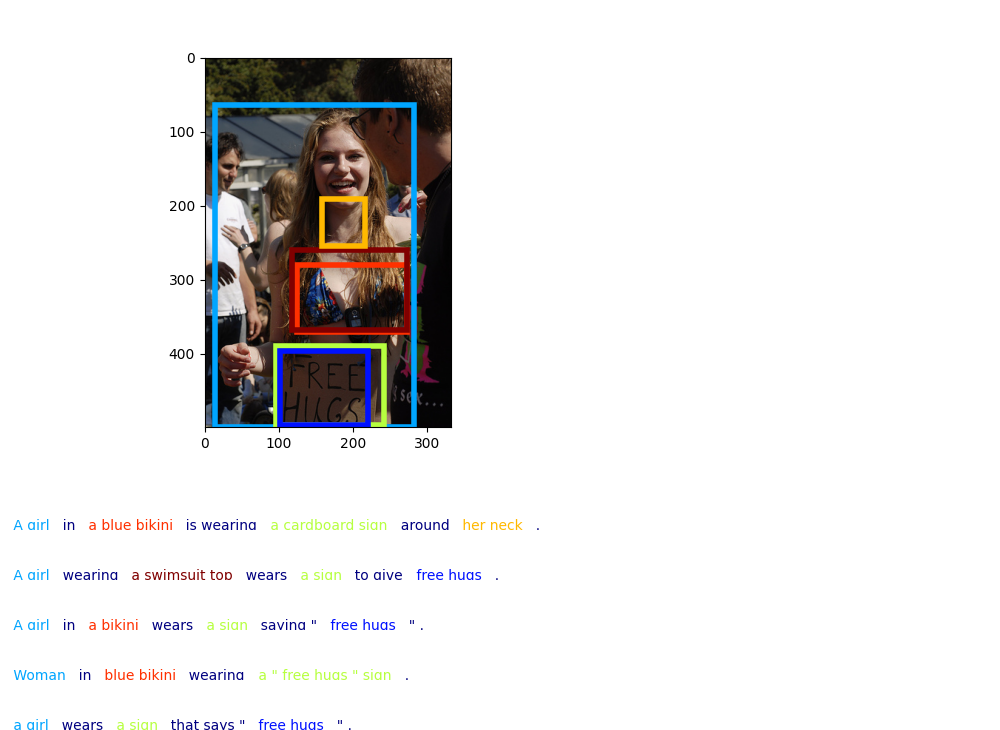 0
100
200
300
400
0 100 200 300
FREE
HUGS
sex...
A girl in a blue bikini is wearing a cardboard sign around her neck .
A girl wearing a swimsuit top wears a sign to give free hugs .
A girl in a bikini wears a sign saying " free hugs " .
Woman in blue bikini wearing a " free hugs " sign .
a girl wears a sign that says " free hugs " .